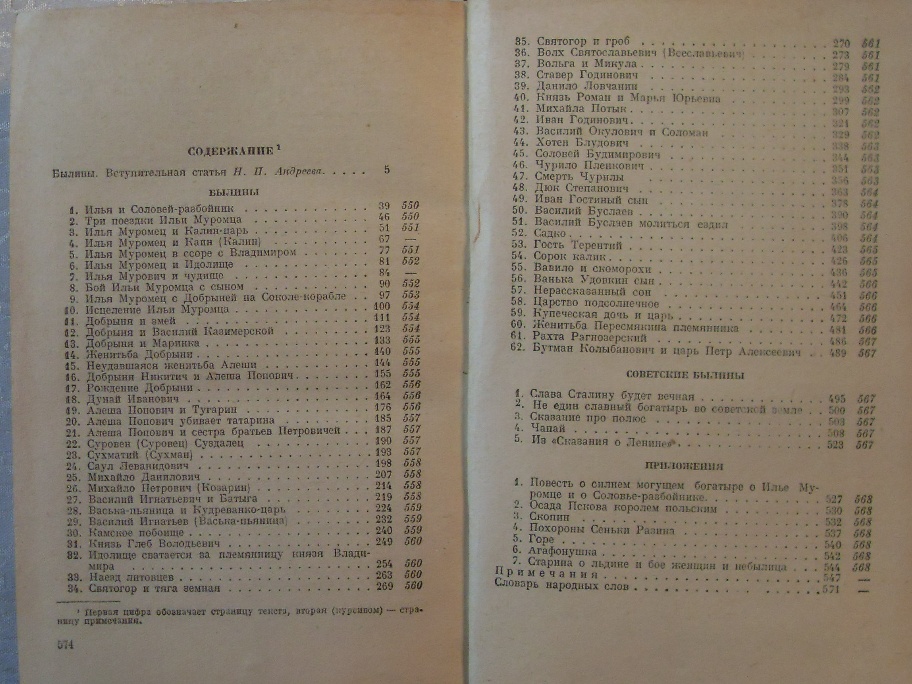 СОДЕРЖАНИЕ¹
Былины. Вступительная статья Н. П. Андреева. . . . . 5
БЫЛИНЫ
1. Илья и Соловей-разбойник . . . 39 550
2. Три поездки Ильи Муромца . . . 46 550
3. Илья Муромец и Калин-царь . . . 51 551
4. Илья Муромец и Каин (Калин) . . . 67 —
5. Илья Муромец в ссоре с Владимиром . . . 77 551
6. Илья Муромец и Идолище . . . 81 552
7. Илья Мурович и чудище . . . 84 —
8. Бой Ильи Муромца с сыном . . . 90 552
9. Илья Муромец с Добрыней на Соколе-корабле . . 97 553
10. Исцеление Ильи Муромца . . . 100 554
11. Добрыня и змей . . . 111 554
12. Добрыня и Василий Казимерской . . . 123 554
13. Добрыня и Маринка . . . 133 555
14. Женитьба Добрыни . . . 140 555
15. Неудавшаяся женитьба Алеши . . . 144 555
16. Добрыня Никитич и Алеша Попович . . . 155 555
17. Рождение Добрыни . . . 162 556
18. Дунай Иванович . . . 164 556
19. Алеша Попович и Тугарин . . . 176 556
20. Алеша Попович убивает татарина . . . 185 557
21. Алеша Попович и сестра братьев Петровичей . . . 187 557
22. Суровен (Суровец) Суздалец . . . 190 557
23. Сухматий (Сухман) . . . 193 557
24. Саул Леванидович . . . 198 558
25. Михайло Данилович . . . 207 558
26. Михайло Петрович (Козарин) . . . 214 558
27. Василий Игнатьевич и Батыга . . . 219 558
28. Васька-пьяница и Кудреванко-царь . . . 224 559
29. Василий Игнатьев (Васька-пьяница) . . . 232 559
30. Камское побоище . . . 240 559
31. Князь Глеб Володьевич . . . 249 560
32. Идолище сватается за племянницу князя Влади-
мира . . . 254 560
33. Наезд литовцев . . . 263 560
34. Святогор и тяга земная . . . 269 560
¹ Первая цифра обозначает страницу текста, вторая (курсивом) — стра-
ницу примечания.
574
35. Святогор и гроб . . . 270 561
36. Волх Святославьевич (Всеславьевич) . . . 273 561
37. Вольга и Микула . . . 279 561
38. Ставер Годинович . . . 284 561
39. Данило Ловчанин . . . 293 562
40. Князь Роман и Марья Юрьевна . . . 299 562
41. Михайла Потык . . . 307 562
42. Иван Годинович . . . 321 562
43. Василий Окулович и Соломан . . . 329 562
44. Хотен Блудович . . . 338 563
45. Соловей Будимирович . . . 344 563
46. Чурило Пленкович . . . 351 553
47. Смерть Чурилы . . . 356 563
48. Дюк Степанович . . . 363 564
49. Иван Гостиный сын . . . 378 564
50. Василий Буслаев . . . 390 564
51. Василий Буслаев молиться ездил . . . 398 564
52. Садко . . . 406 564
53. Гость Терентий . . . 423 565
54. Сорок калик . . . 426 565
55. Вавило и скоморохи . . . 436 565
56. Ванька Удовкин сын . . . 442 566
57. Нерассказанный сон . . . 451 566
58. Царство подсолнечное . . . 464 566
59. Купеческая дочь и царь . . . 472 566
60. Женитьба Пересмякина племянника . . . 481 566
61. Рахта Рагнозерский . . . 486 567
62. Бутман Колыбанович и царь Петр Алексеевич . . 489 567
СОВЕТСКИЕ БЫЛИНЫ
1. Слава Сталину будет вечная . . . 495 567
2. Не один славный богатырь во советской земле . . 500 567
3. Сказание про полюс . . . 503 567
4. Чапай . . . 508 567
5. Из «Сказания о Ленине» . . . 523 567
ПРИЛОЖЕНИЯ
1. Повесть о силнем могущем богатыре о Илье Му-
ромце и о Соловье-разбойнике. . . . 527 568
2. Осада Пскова королем польским . . . 530 568
3. Скопин . . . 532 568
4. Похороны Сеньки Разина . . . 537 568
5. Горе . . . 540 568
6. Агафонушка . . . 542 568
7. Старина о льдине и бое женщин и небылица . . 544 568
Примечания . . . 547 —
Словарь народных слов . . . 571 —